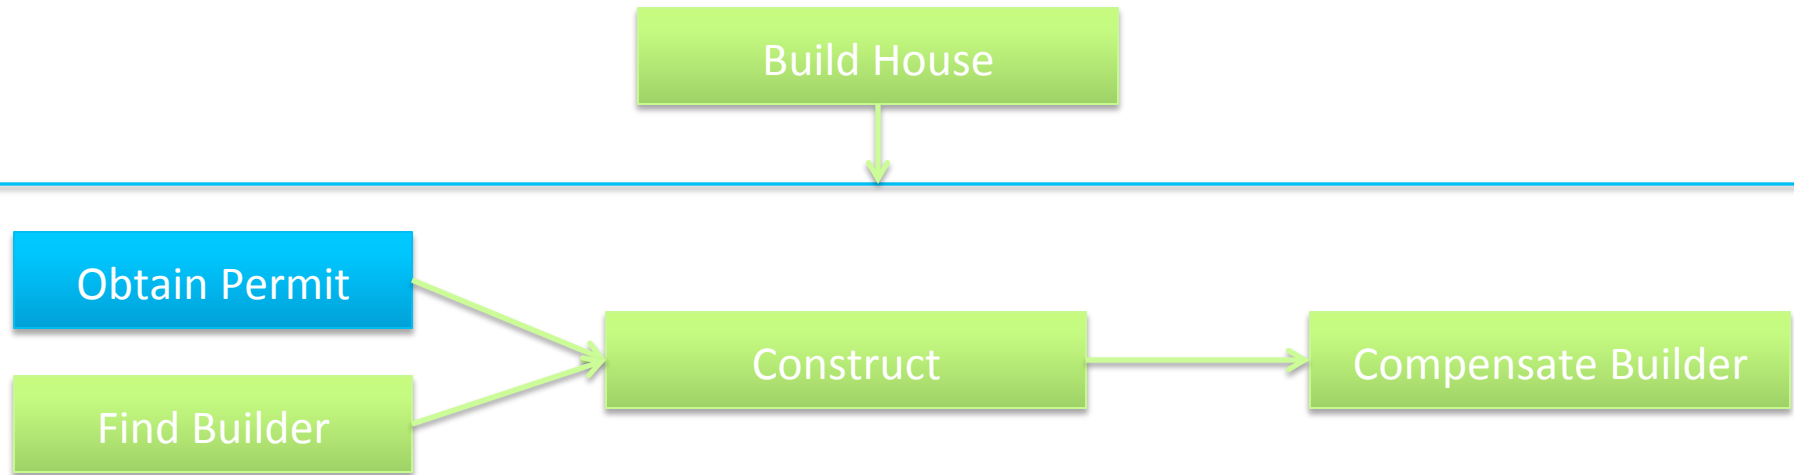 Build House
Obtain Permit
Find Builder
Construct
Compensate Builder